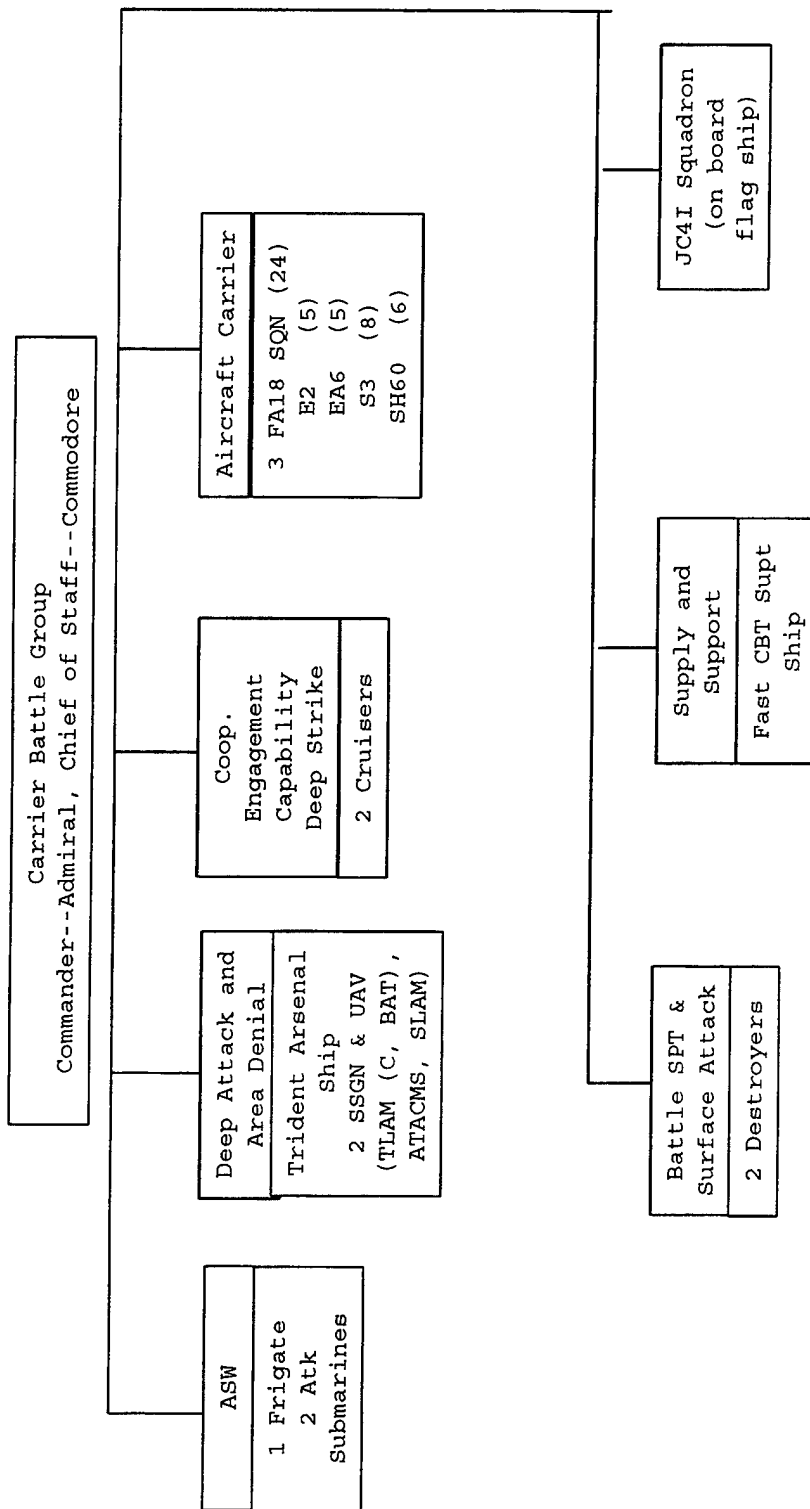 Carrier Battle Group
Commander--Admiral, Chief of Staff--Commodore
ASW
1 Frigate
2 Atk
Submarines
Deep Attack and
Area Denial
Trident Arsenal
Ship
2 SSGN & UAV
(TLAM (C, BAT),
ATACMS, SLAM)
Coop.
Engagement
Capability
Deep Strike
2 Cruisers
Aircraft Carrier
3 FA18 SQN (24)
E2 (5)
EA6 (5)
S3 (8)
SH60 (6)
Battle SPT &
Surface Attack
2 Destroyers
Supply and
Support
Fast CBT Supt
Ship
JC4I Squadron
(on board
flag ship)